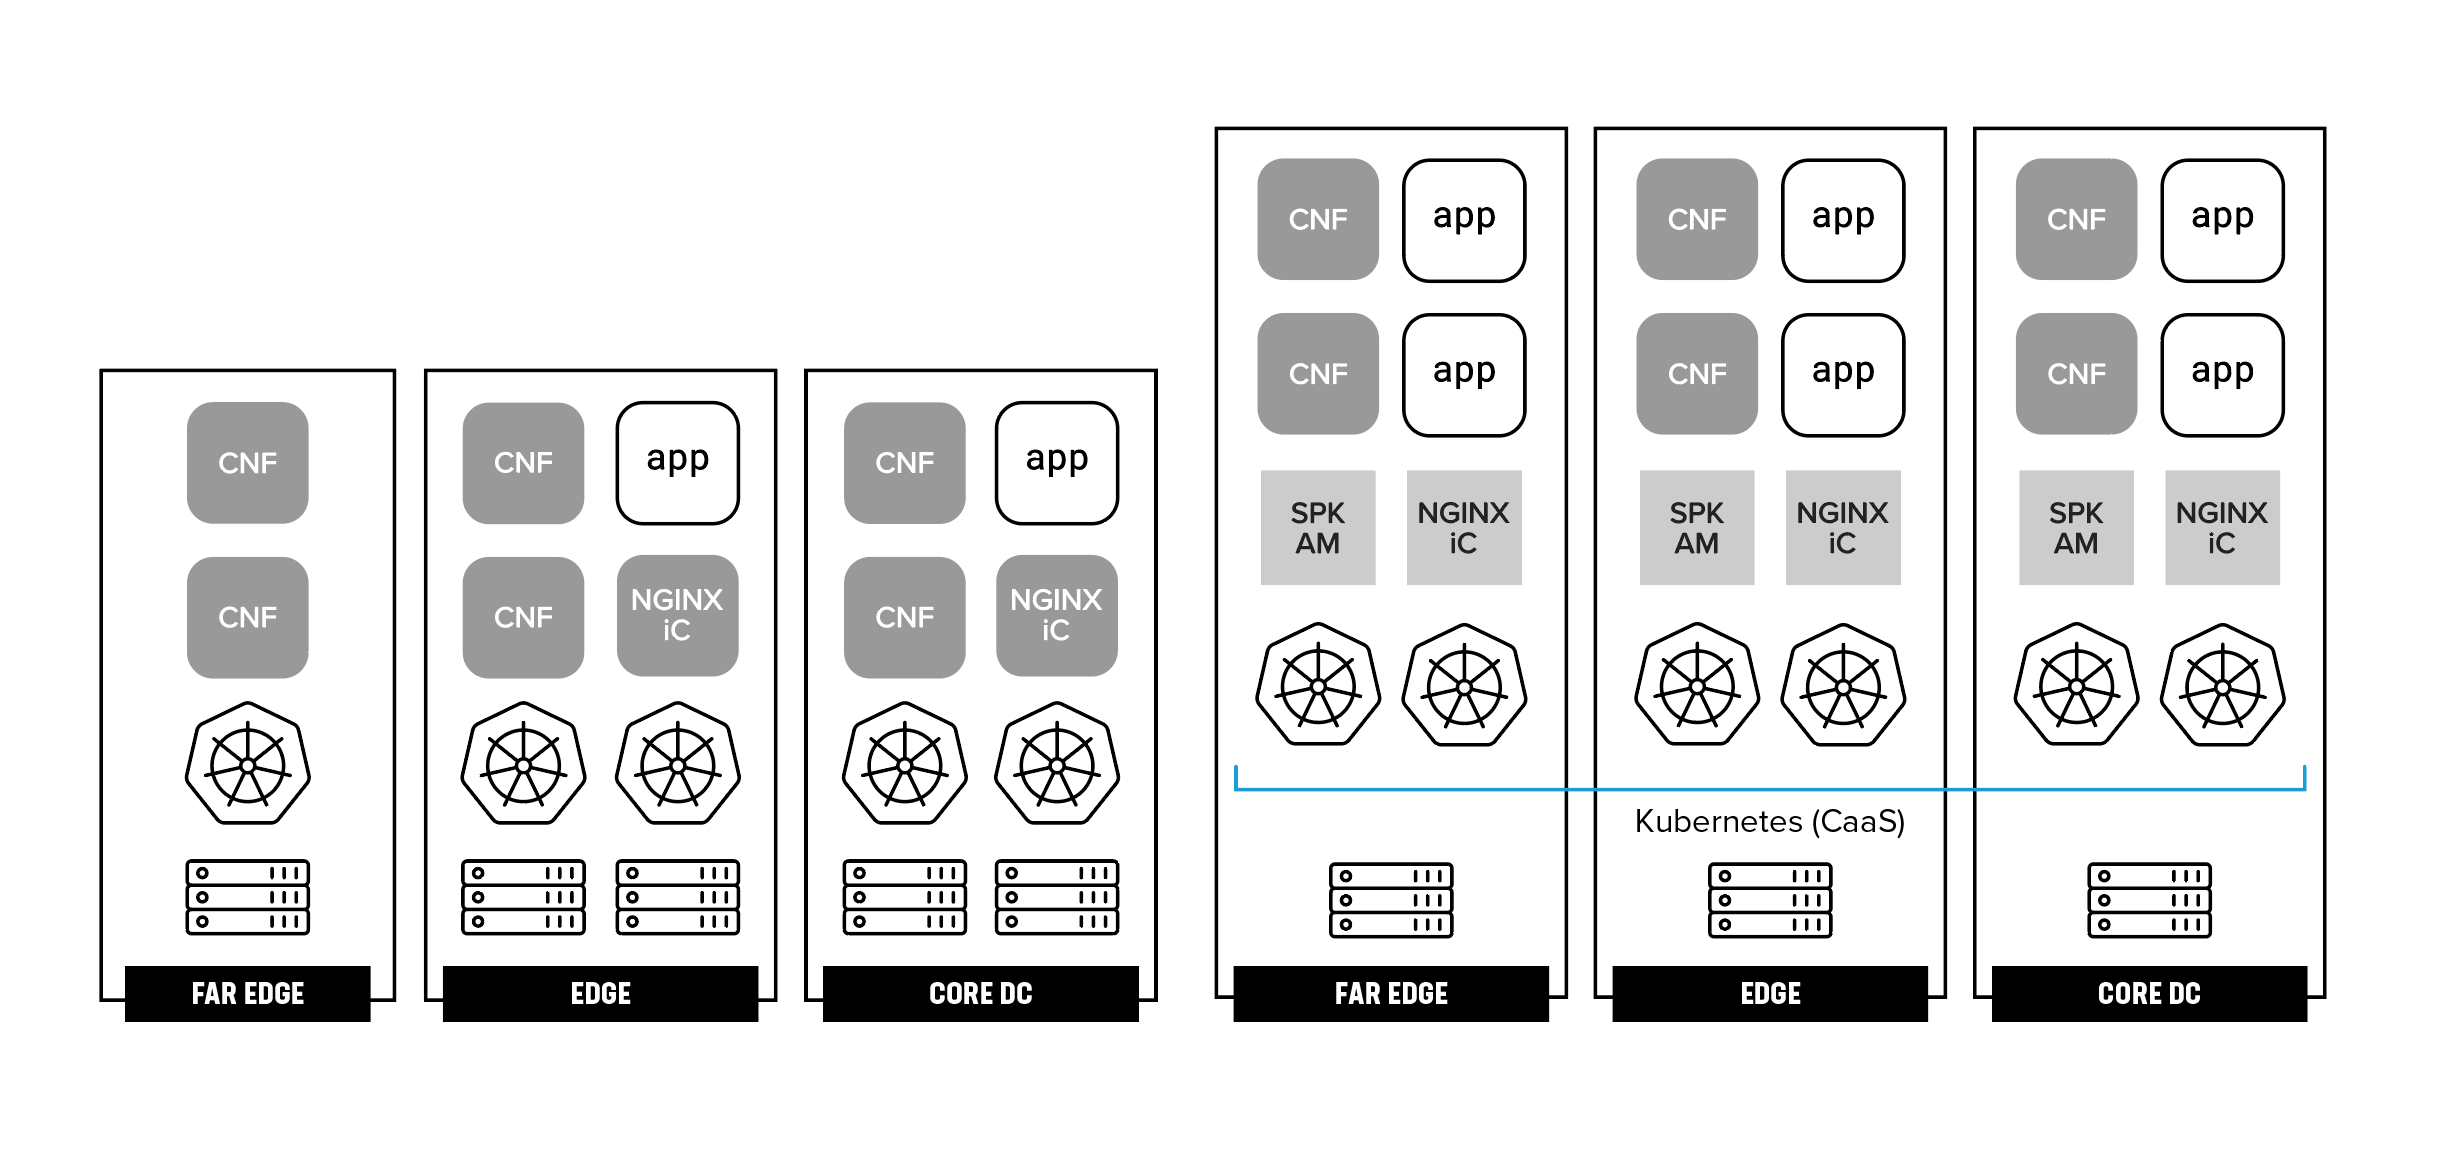 CNF
CNF
FAR EDGE
CNF
app
CNF
NGINX
iC
EDGE
CNF
app
CNF
NGINX
iC
CORE DC
CNF
app
CNF
app
SPK
AM
NGINX
iC
FAR EDGE
CNF
app
CNF
app
SPK
AM
NGINX
iC
Kubernetes (CaaS)
EDGE
CNF
app
CNF
app
SPK
AM
NGINX
iC
CORE DC